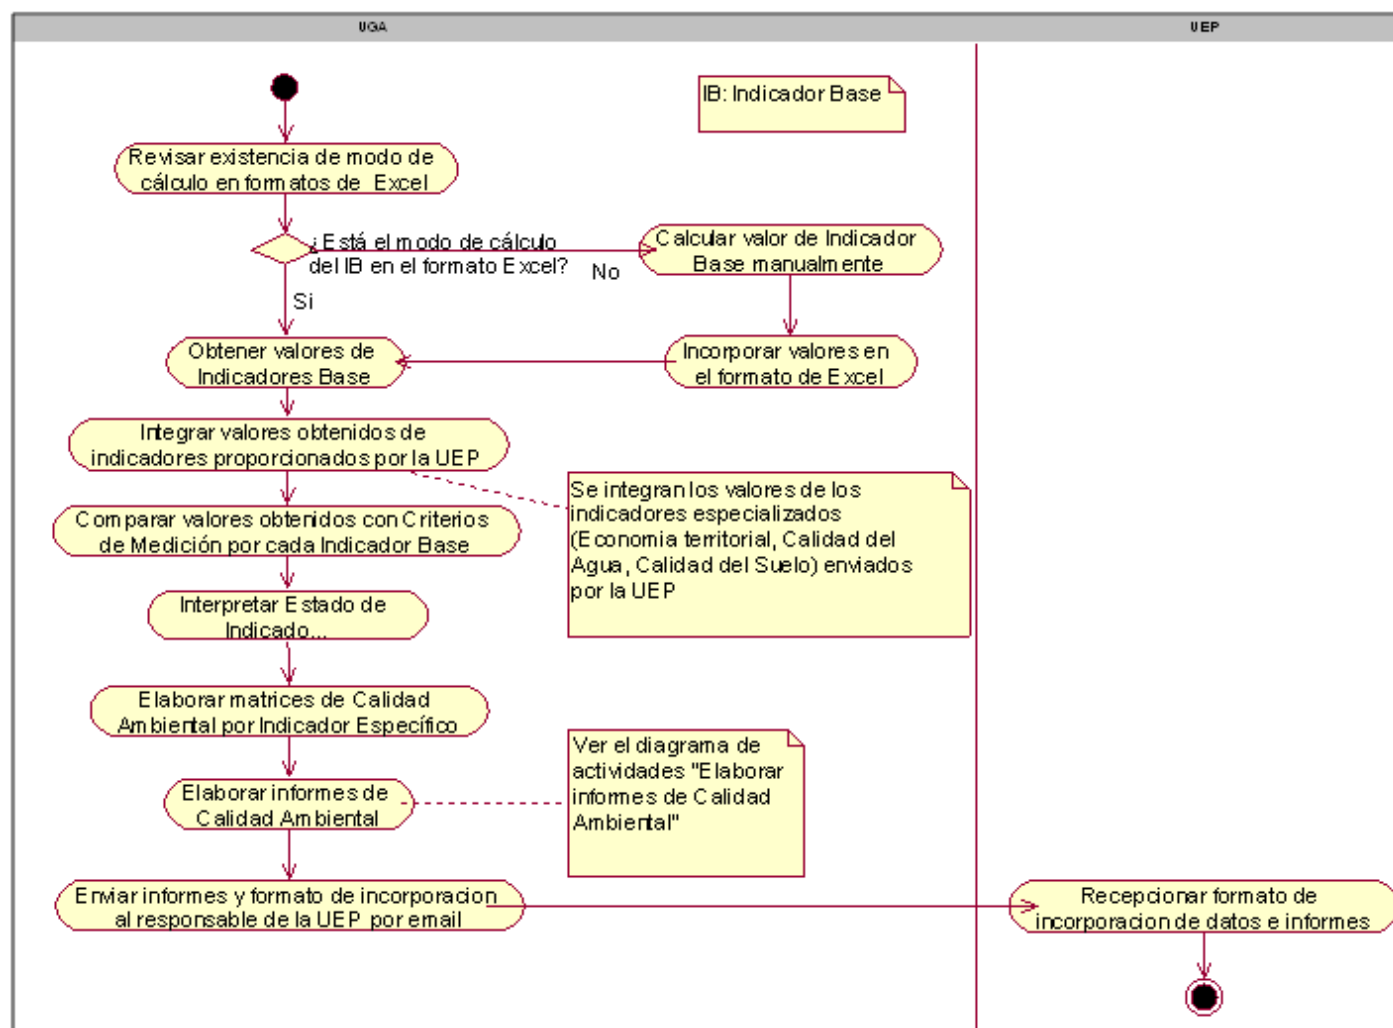 UGA
UEP
IB: Indicador Base
Revisar existencia de modo de
cálculo en formatos de Excel
¿Está el modo de cálculo
del IB en el formato Excel?
No
Si
Calcular valor de Indicador
Base manualmente
Obtener valores de
Indicadores Base
Incorporar valores en
el formato de Excel
Integrar valores obtenidos de
indicadores proporcionados por la UEP
Se integran los valores de los
indicadores especializados
(Economia territorial, Calidad del
Agua, Calidad del Suelo) enviados
por la UEP
Comparar valores obtenidos con Criterios
de Medición por cada Indicador Base
Interpretar Estado de
Indicado...
Elaborar matrices de Calidad
Ambiental por Indicador Específico
Ver el diagrama de
actividades "Elaborar
informes de Calidad
Ambiental"
Elaborar informes de
Calidad Ambiental
Enviar informes y formato de incorporacion
al responsable de la UEP por email
Recepcionar formato de
incorporacion de datos e informes